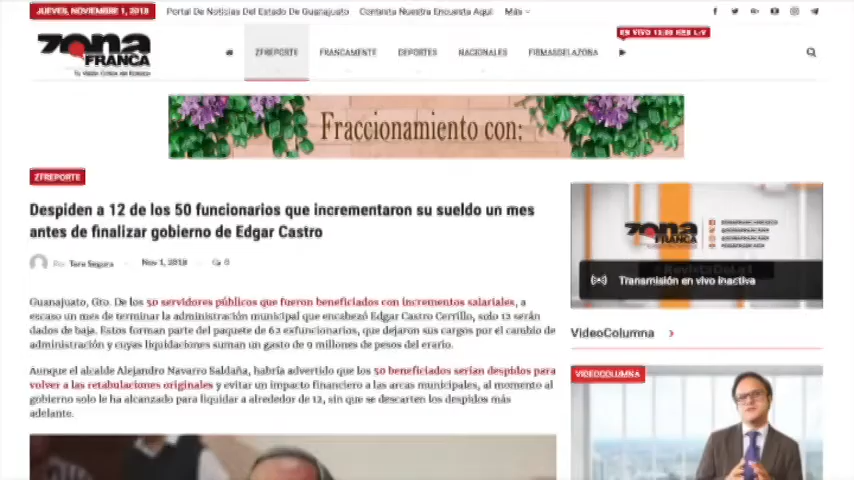 JUEVES, NOVIEMBRE 1, 2018
Portal De Noticias Del Estado De Guanajuato
Contesta Nuestra Encuesta Aquí
Más
ZONA
FRANCA
Tu Visión Crítica del Estado
ZFREPORTE
FRANCAMENTE
DEPORTES
NACIONALES
FIRMASDELAZONA
EN VIVO
Fraccionamiento con:
ZFREPORTE
Despiden a 12 de los 50 funcionarios que incrementaron su sueldo un mes
antes de finalizar gobierno de Edgar Castro
Por Tere Segura
Nov 1, 2018
0
Guanajuato, Gto. De los 50 servidores públicos que fueron beneficiados con incrementos salariales, a
escaso un mes de terminar la administración municipal que encabezó Edgar Castro Cerrillo, solo 12 serán
dados de baja. Estos forman parte del paquete de 62 exfuncionarios, que dejaron sus cargos por el cambio de
administración y cuyas liquidaciones suman un gasto de 9 millones de pesos del erario.
Aunque el alcalde Alejandro Navarro Saldaña, habría advertido que los 50 beneficiados serían despidos para
volver a las retabulaciones originales y evitar un impacto financiero a las arcas municipales, al momento al
gobierno solo le ha alcanzado para liquidar a alrededor de 12, sin que se descarten los despidos más
adelante.
ZONA
FRANCA
Transmisión en vivo inactiva
VideoColumna
VIDEOCOLUMNA